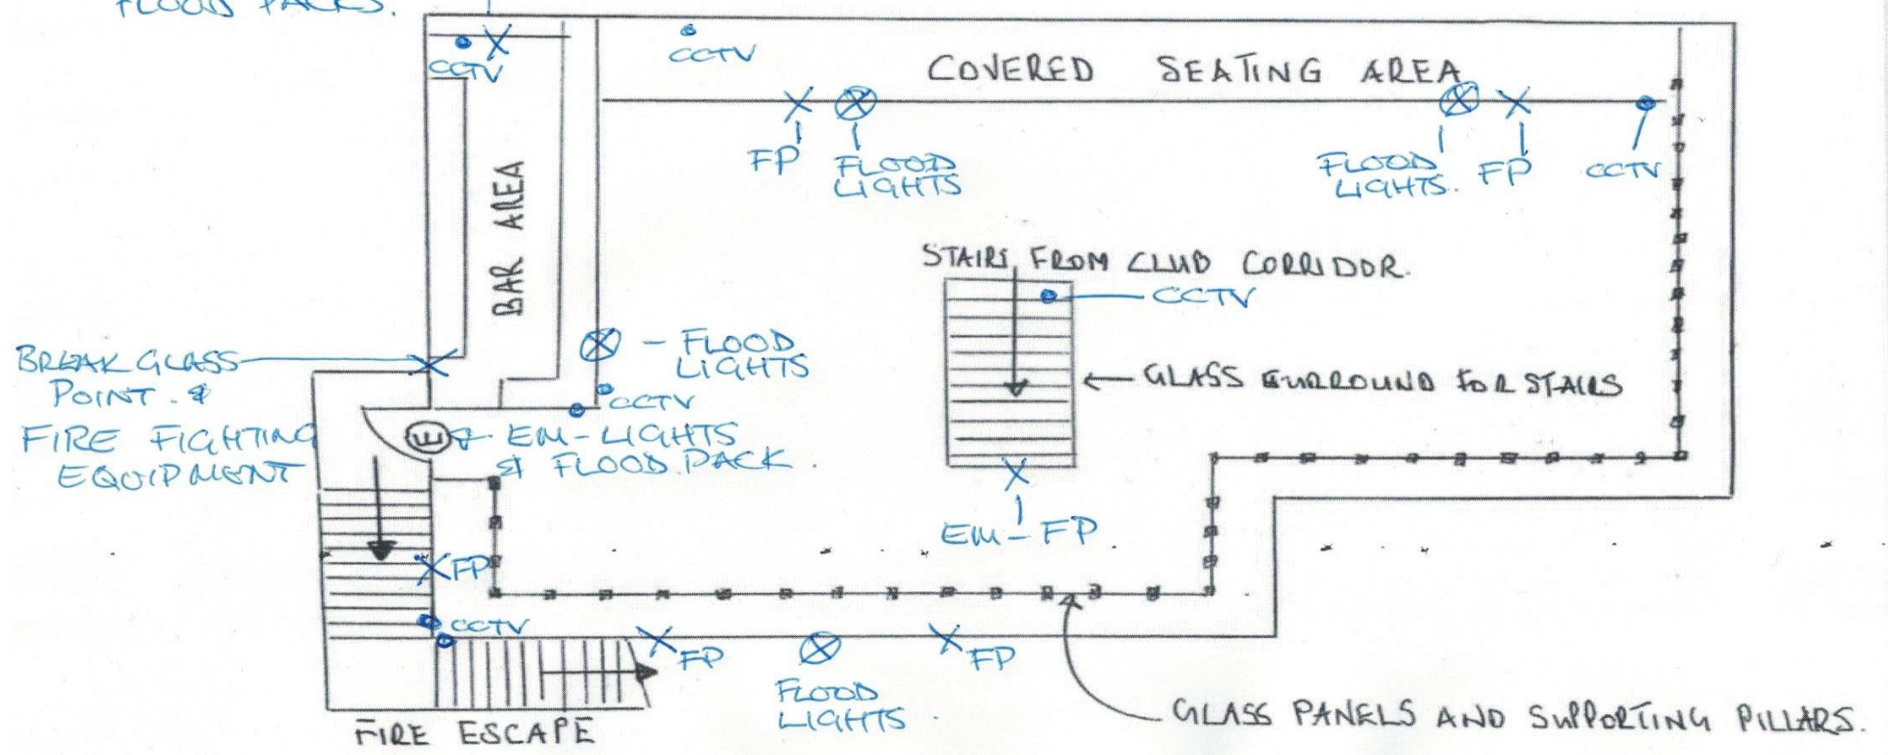 FLOOD PACKS.
CCTV
CCTV
COVERED SEATING AREA
FP
FLOOD
LIGHTS
FLOOD
LIGHTS.
FP
CCTV
BAR AREA
STAIRS FROM CLUB CORRIDOR.
CCTV
FLOOD
LIGHTS
GLASS SURROUND FOR STAIRS
BREAK GLASS
POINT. &
FIRE FIGHTING
EQUIPMENT
CCTV
E
EM-LIGHTS
& FLOOD PACK.
EM-FP
FP
CCTV
FP
FLOOD
LIGHTS
FP
GLASS PANELS AND SUPPORTING PILLARS.
FIRE ESCAPE